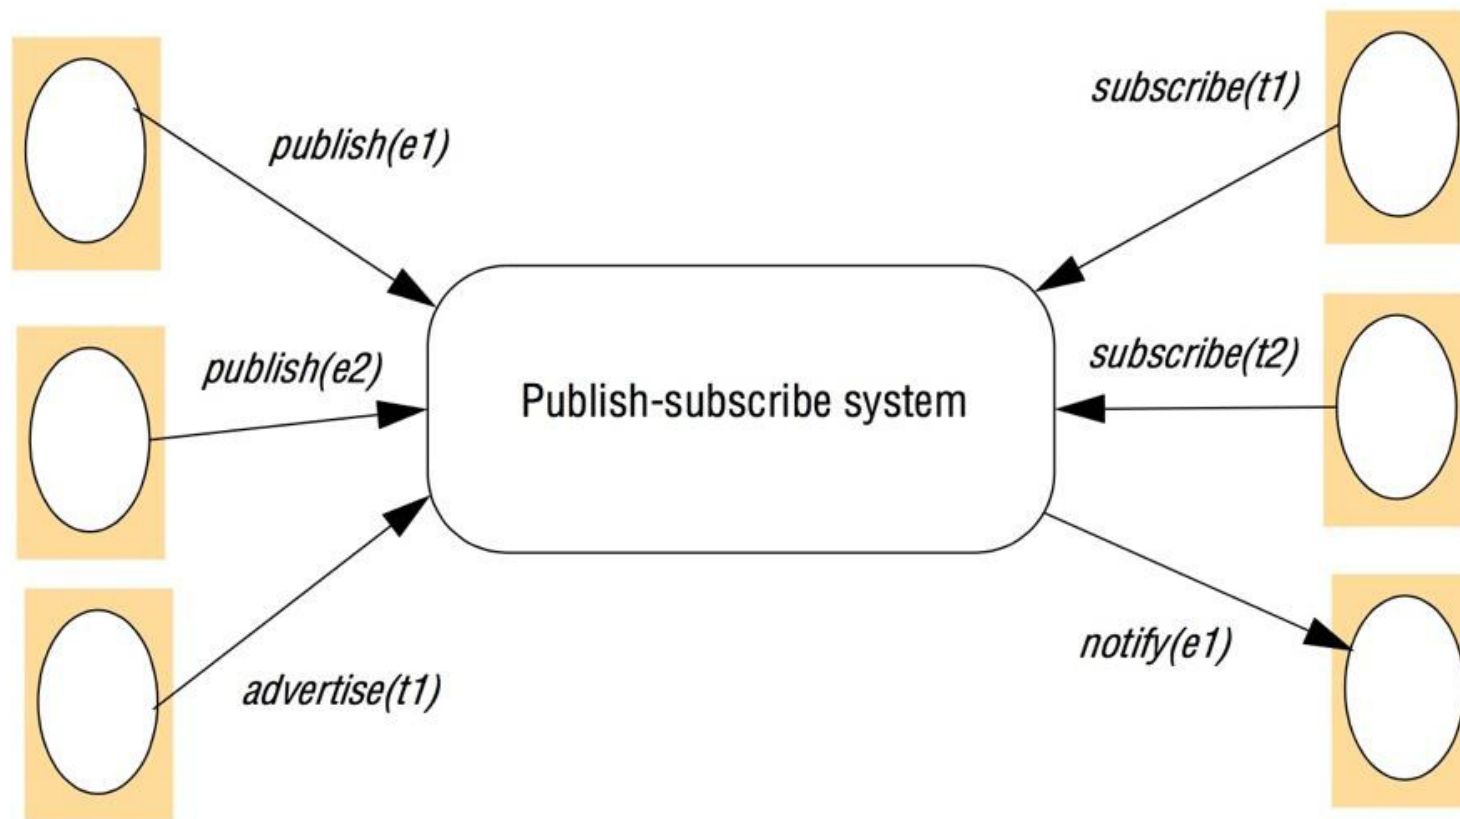 publish(e1)
subscribe(t1)
publish(e2)
subscribe(t2)
Publish-subscribe system
advertise(t1)
notify(e1)